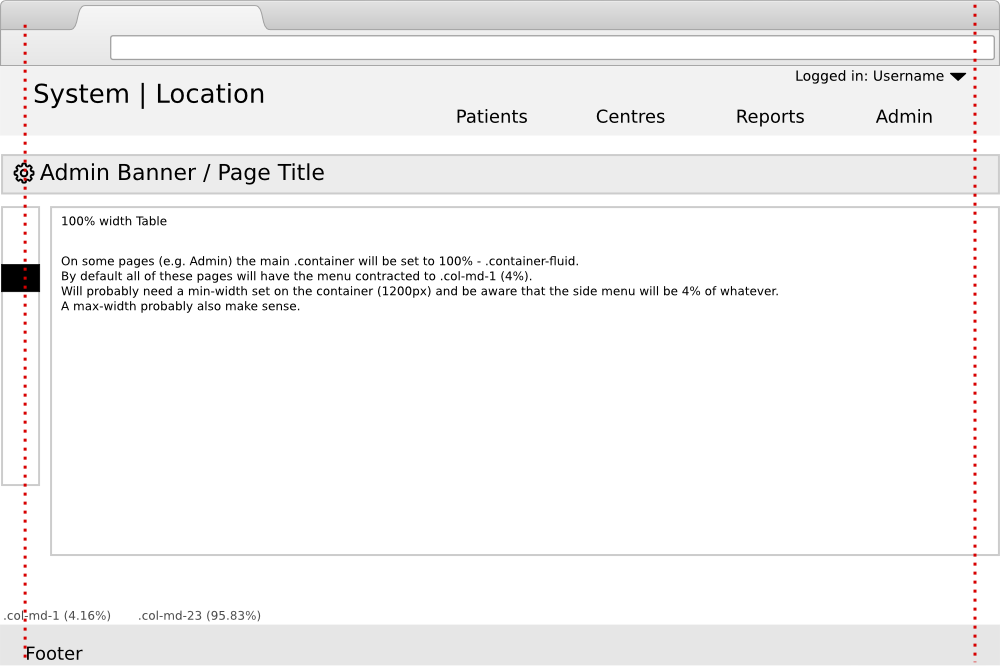 Logged in: Username
System | Location
Patients Centres Reports Admin
Admin Banner / Page Title
100% width Table
On some pages (e.g. Admin) the main .container will be set to 100% - .container-fluid.
By default all of these pages will have the menu contracted to .col-md-1 (4%).
Will probably need a min-width set on the container (1200px) and be aware that the side menu will be 4% of whatever.
A max-width probably also make sense.
.col-md-1 (4.16%) .col-md-23 (95.83%)
Footer